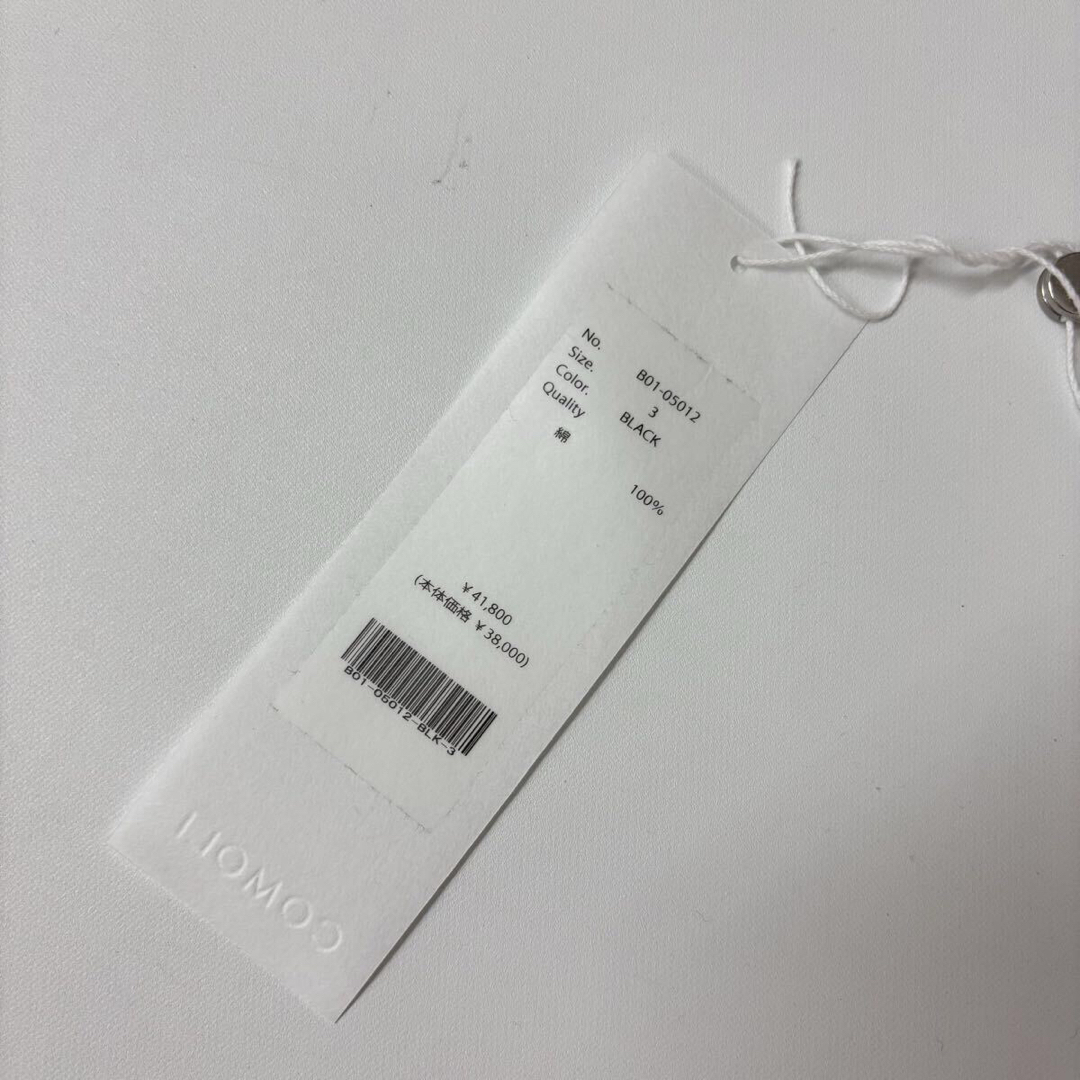 No. B01-05012
Size. 3
Color. BLACK
Quality
綿 100%
¥41,800
(本体価格 ¥38,000)
B01-05012-BLK-3
COMOLI